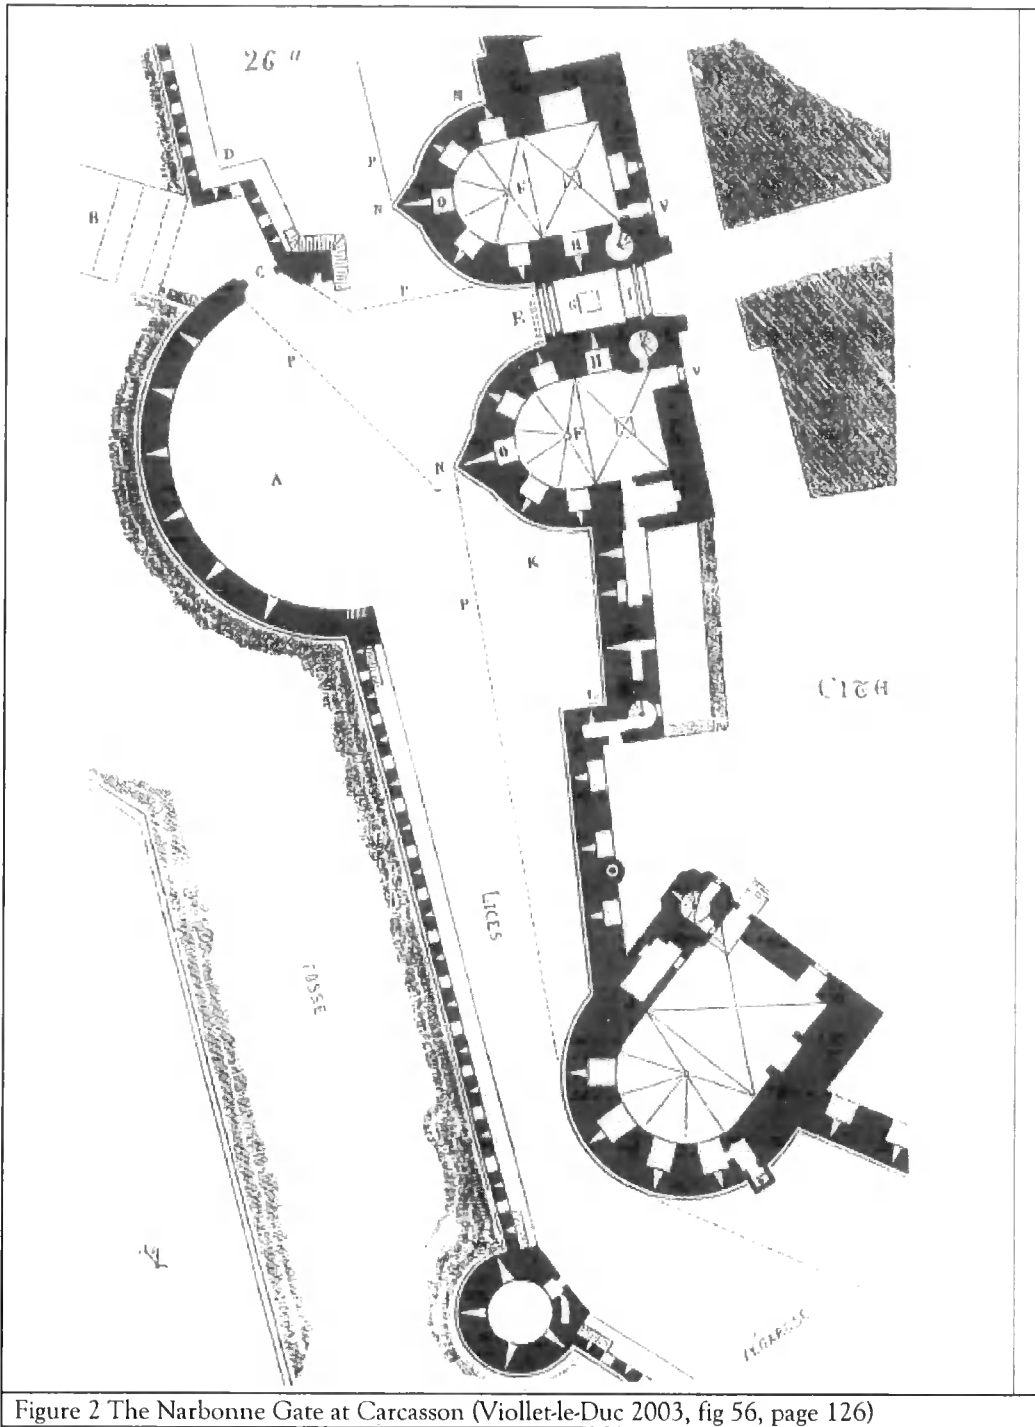 26
N
D
P
N
O
F
B
H
V
C
P
G
I
E
P
H
V
N
O
F
A
K
P
L
CITÉ
LICES
FOSSE
Figure 2 The Narbonne Gate at Carcasson (Viollet-le-Duc 2003, fig 56, page 126)